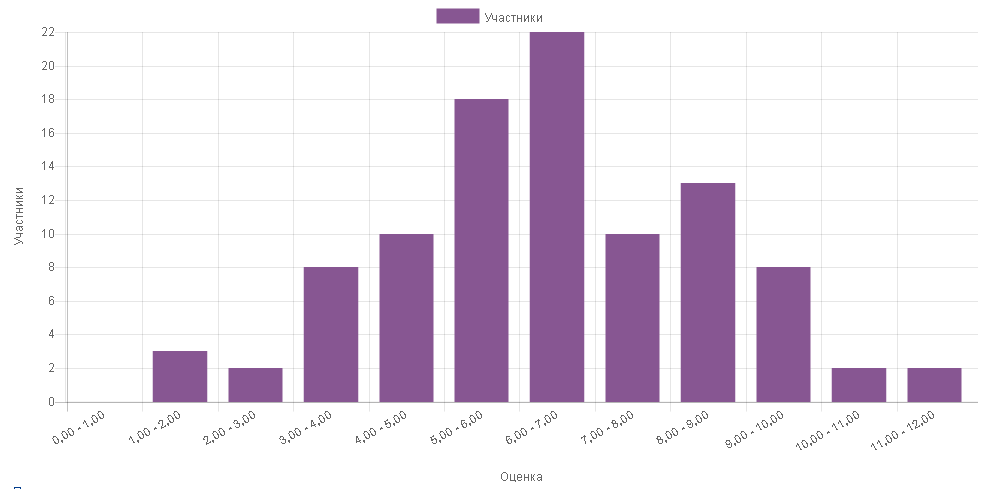 Участники
22
20
18
16
14
12
10
8
6
4
2
0
Участники
0,00 - 1,00
1,00 - 2,00
2,00 - 3,00
3,00 - 4,00
4,00 - 5,00
5,00 - 6,00
6,00 - 7,00
7,00 - 8,00
8,00 - 9,00
9,00 - 10,00
10,00 - 11,00
11,00 - 12,00
Оценка